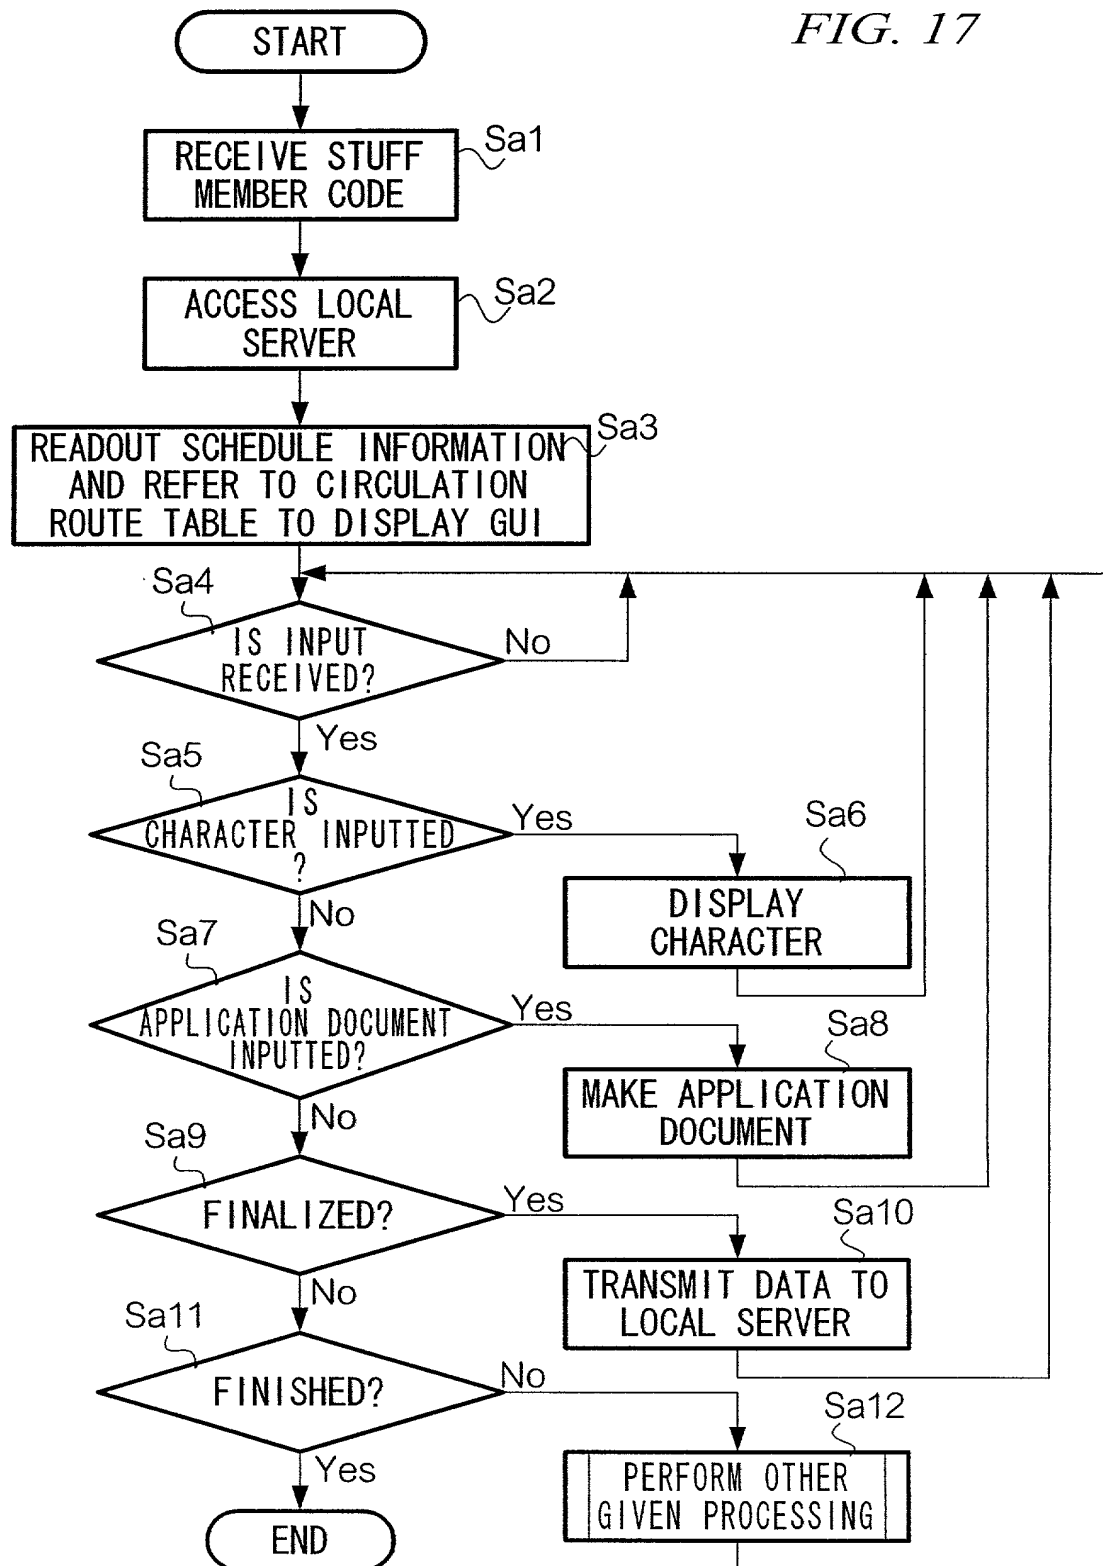 FIG. 17
START
Sa1
RECEIVE STUFF
MEMBER CODE
Sa2
ACCESS LOCAL
SERVER
Sa3
READOUT SCHEDULE INFORMATION
AND REFER TO CIRCULATION
ROUTE TABLE TO DISPLAY GUI
Sa4
IS INPUT
RECEIVED?
No
Yes
Sa5
IS
CHARACTER INPUTTED
?
Yes
No
Sa6
DISPLAY
CHARACTER
Sa7
IS
APPLICATION DOCUMENT
INPUTTED?
Yes
No
Sa8
MAKE APPLICATION
DOCUMENT
Sa9
FINALIZED?
Yes
No
Sa10
TRANSMIT DATA TO
LOCAL SERVER
Sa11
FINISHED?
No
Yes
Sa12
PERFORM OTHER
GIVEN PROCESSING
END